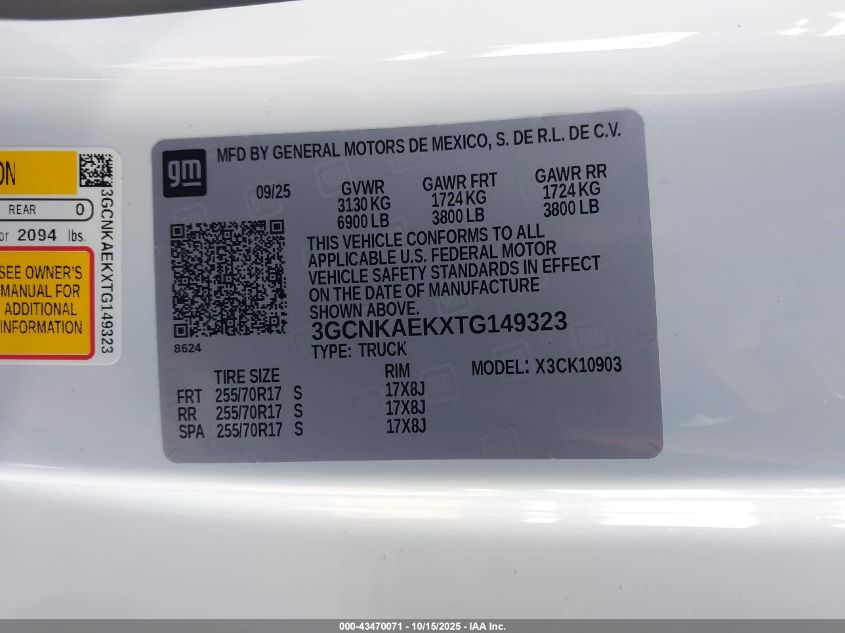 ON
REAR 0
or 2094 lbs.
SEE OWNER'S
MANUAL FOR
ADDITIONAL
INFORMATION
3GCNKAEKXTG149323
gm
MFD BY GENERAL MOTORS DE MEXICO, S. DE R.L. DE C.V.
09/25 GVWR GAWR FRT GAWR RR
3130 KG 1724 KG 1724 KG
6900 LB 3800 LB 3800 LB
THIS VEHICLE CONFORMS TO ALL
APPLICABLE U.S. FEDERAL MOTOR
VEHICLE SAFETY STANDARDS IN EFFECT
ON THE DATE OF MANUFACTURE
SHOWN ABOVE.
3GCNKAEKXTG149323
8624
TYPE: TRUCK
MODEL: X3CK10903
TIRE SIZE RIM
FRT 255/70R17 S 17X8J
RR 255/70R17 S 17X8J
SPA 255/70R17 S 17X8J
000-43470071 - 10/15/2025 - IAA Inc.